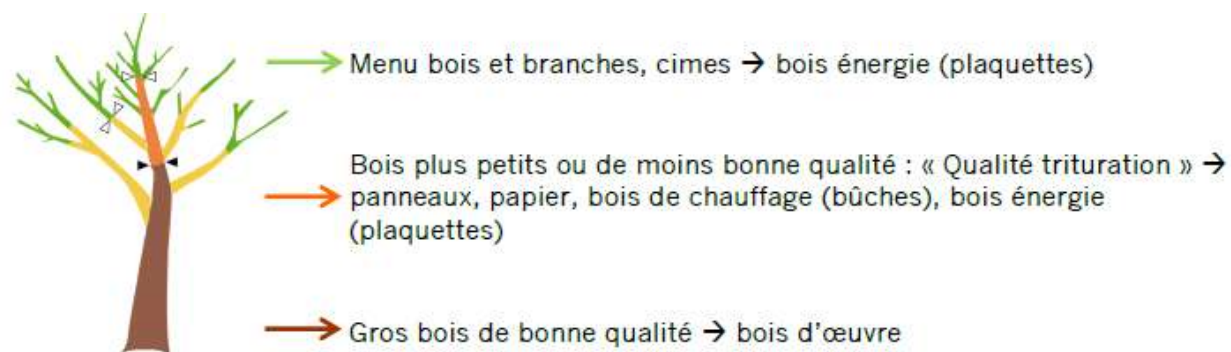 Menu bois et branches, cimes → bois énergie (plaquettes)
Bois plus petits ou de moins bonne qualité : « Qualité trituration » →
panneaux, papier, bois de chauffage (bûches), bois énergie
(plaquettes)
Gros bois de bonne qualité → bois d’œuvre